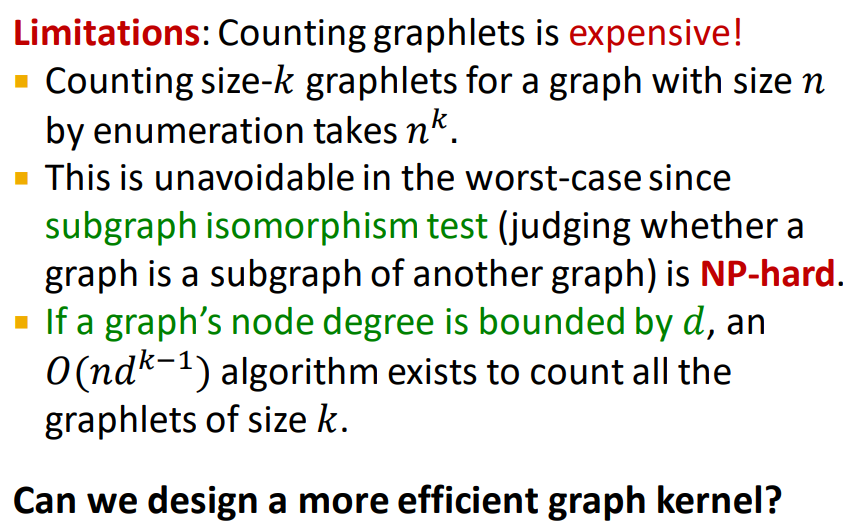 Limitations: Counting graphlets is expensive!
▪ Counting size-𝑘 graphlets for a graph with size 𝑛
by enumeration takes 𝑛ᵏ.
▪ This is unavoidable in the worst-case since
subgraph isomorphism test (judging whether a
graph is a subgraph of another graph) is NP-hard.
▪ If a graph's node degree is bounded by 𝑑, an
𝑂(𝑛𝑑ᵏ⁻¹) algorithm exists to count all the
graphlets of size 𝑘.
Can we design a more efficient graph kernel?